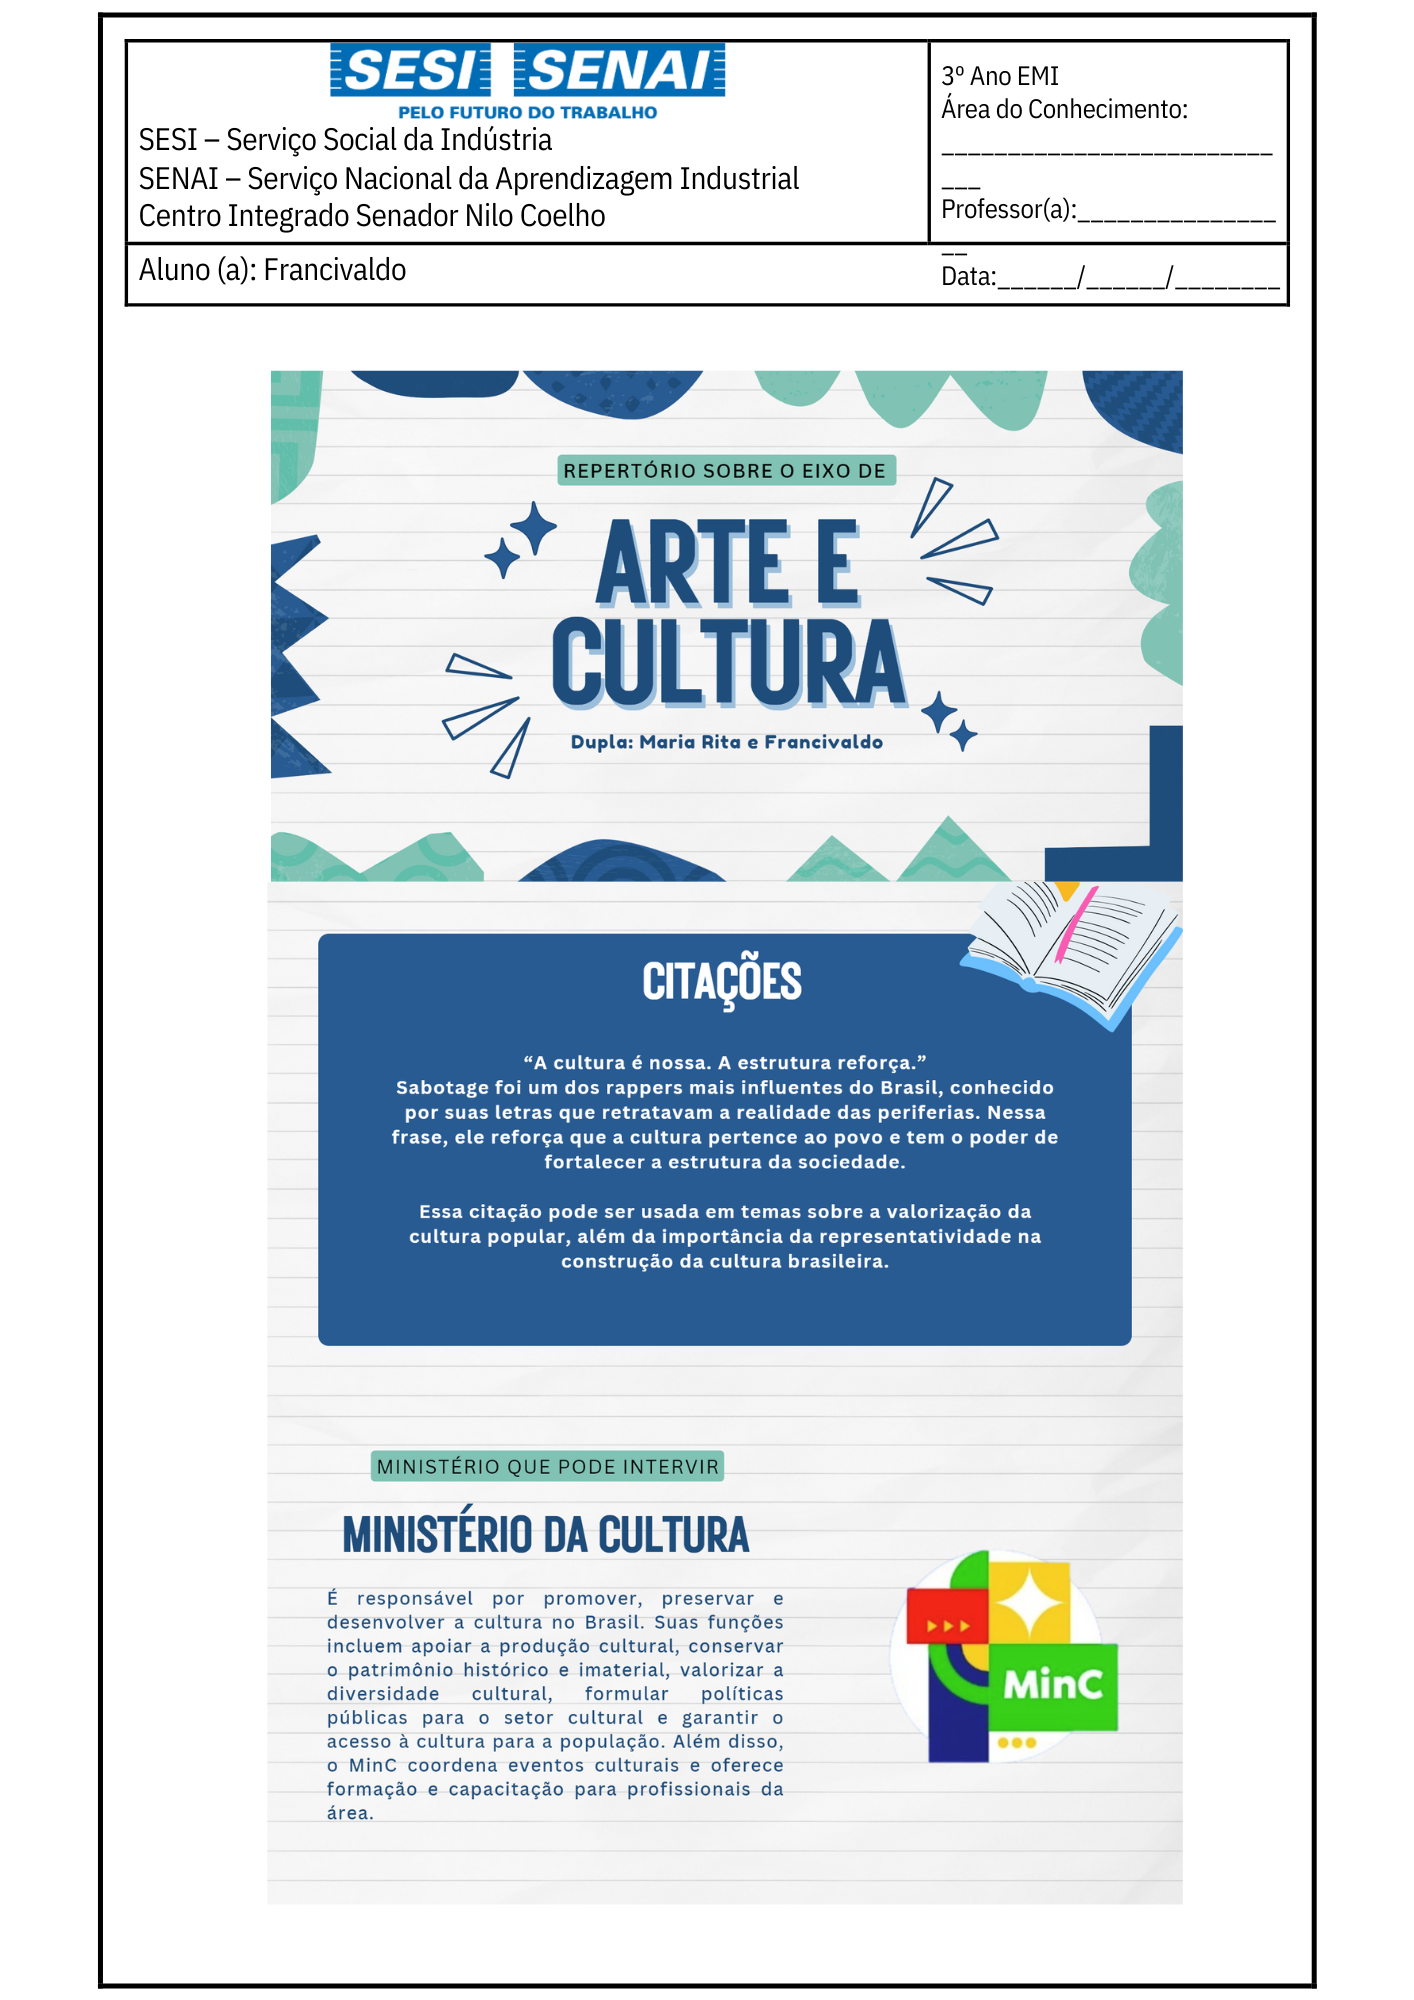 SESI SENAI
PELO FUTURO DO TRABALHO
SESI – Serviço Social da Indústria
SENAI – Serviço Nacional da Aprendizagem Industrial
Centro Integrado Senador Nilo Coelho
3º Ano EMI
Área do Conhecimento:
_________________________
___
Professor(a):_______________
__
Aluno (a): Francivaldo
Data:______/______/________
REPERTÓRIO SOBRE O EIXO DE
ARTE E
CULTURA
Dupla: Maria Rita e Francivaldo
CITAÇÕES
“A cultura é nossa. A estrutura reforça.”
Sabotage foi um dos rappers mais influentes do Brasil, conhecido
por suas letras que retratavam a realidade das periferias. Nessa
frase, ele reforça que a cultura pertence ao povo e tem o poder de
fortalecer a estrutura da sociedade.
Essa citação pode ser usada em temas sobre a valorização da
cultura popular, além da importância da representatividade na
construção da cultura brasileira.
MINISTÉRIO QUE PODE INTERVIR
MINISTÉRIO DA CULTURA
É responsável por promover, preservar e
desenvolver a cultura no Brasil. Suas funções
incluem apoiar a produção cultural, conservar
o patrimônio histórico e imaterial, valorizar a
diversidade cultural, formular políticas
públicas para o setor cultural e garantir o
acesso à cultura para a população. Além disso,
o MinC coordena eventos culturais e oferece
formação e capacitação para profissionais da
área.
MinC